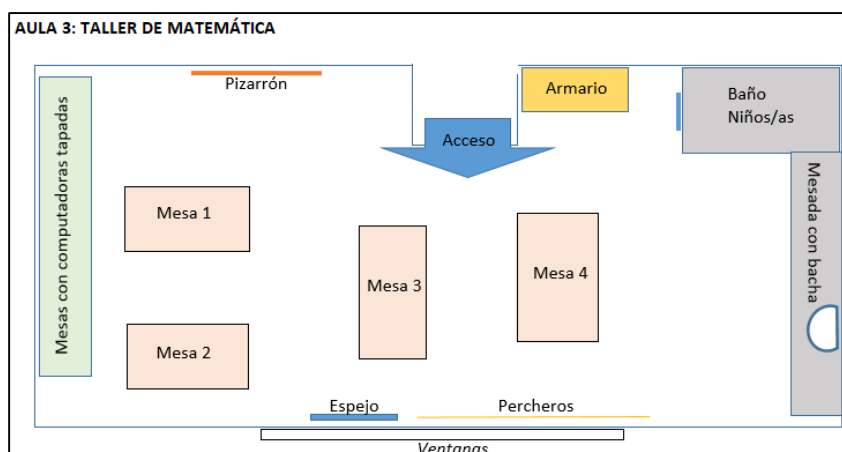 AULA 3: TALLER DE MATEMÁTICA
Pizarrón
Armario
Baño
Niños/as
Acceso
Mesas con computadoras tapadas
Mesa 1
Mesa 2
Mesa 3
Mesa 4
Mesada con bacha
Espejo
Percheros
Ventanas